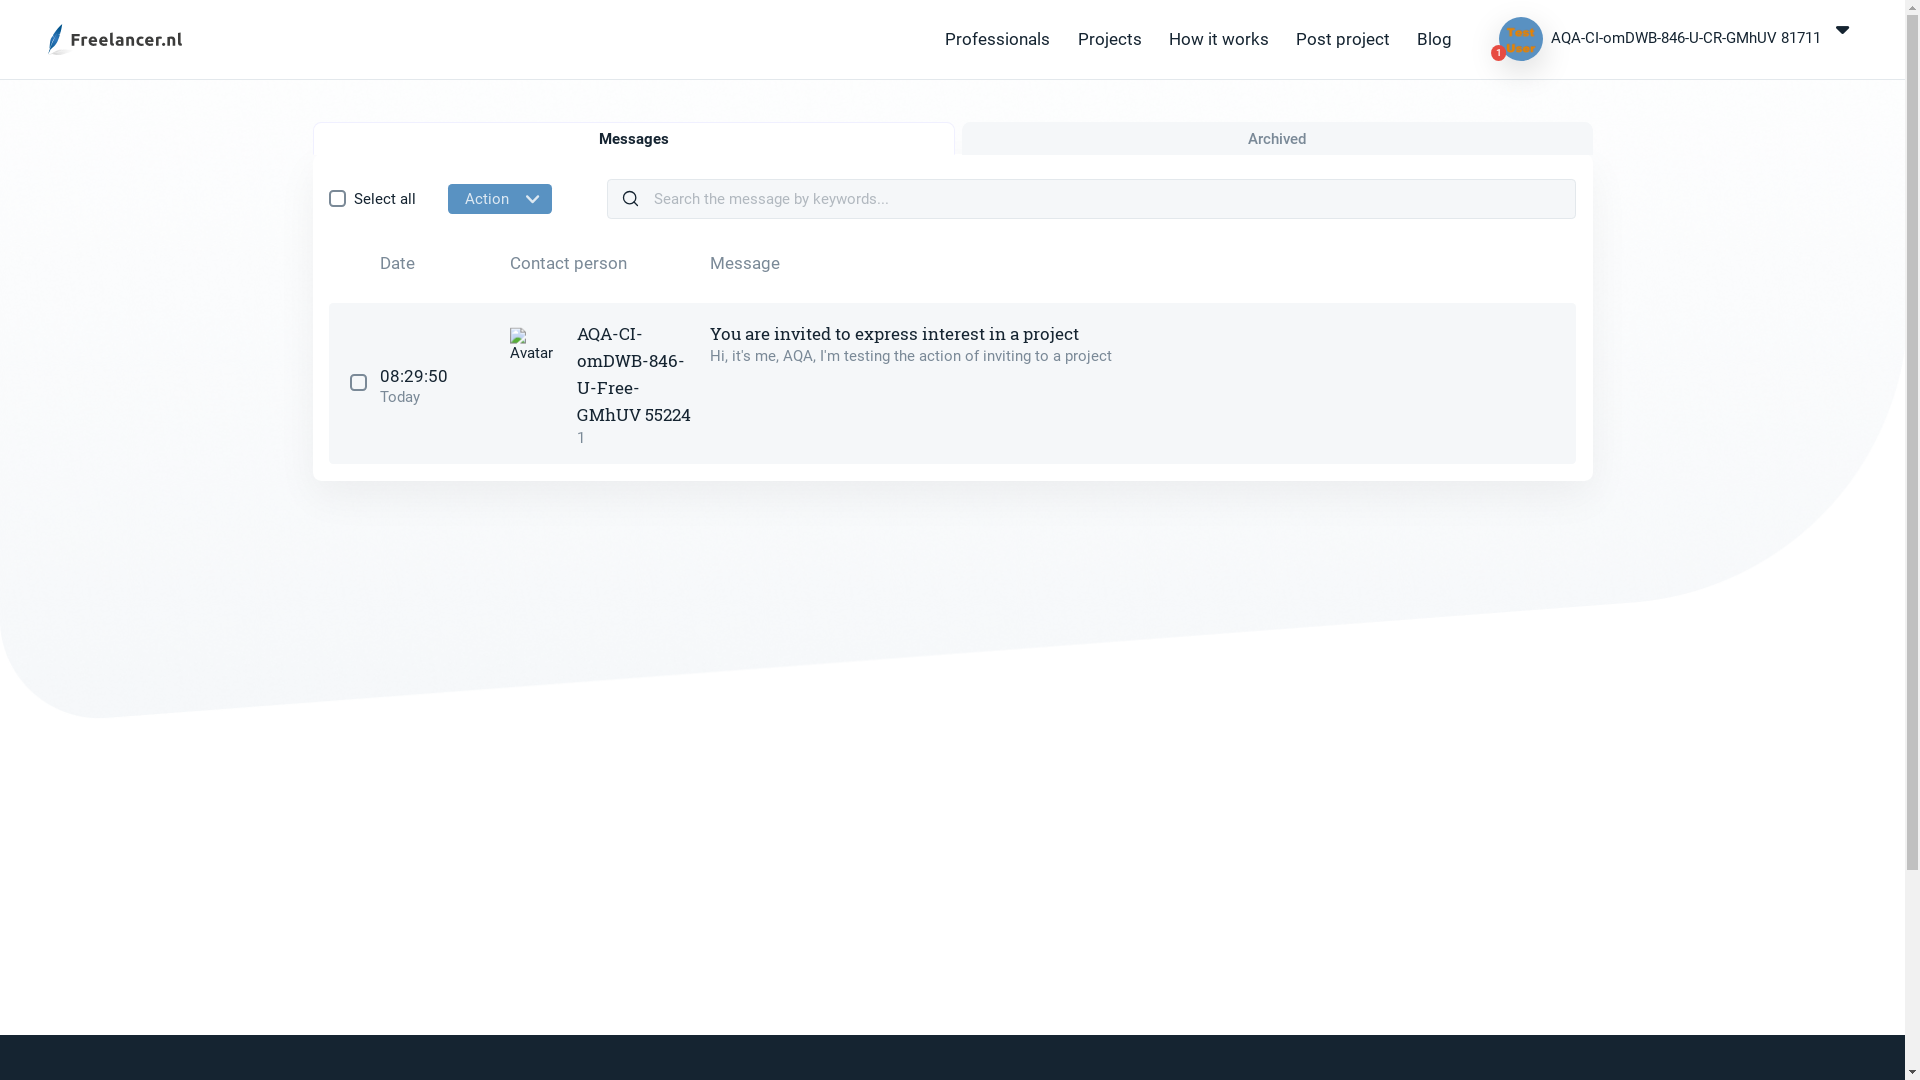 Freelancer.nl
Professionals
Projects
How it works
Post project
Blog
Test
User
1
AQA-CI-omDWB-846-U-CR-GMhUV 81711
Messages
Archived
Select all
Action
Search the message by keywords...
Date
Contact person
Message
08:29:50
Today
Avatar
AQA-CI-
omDWB-846-
U-Free-
GMhUV 55224
1
You are invited to express interest in a project
Hi, it's me, AQA, I'm testing the action of inviting to a project